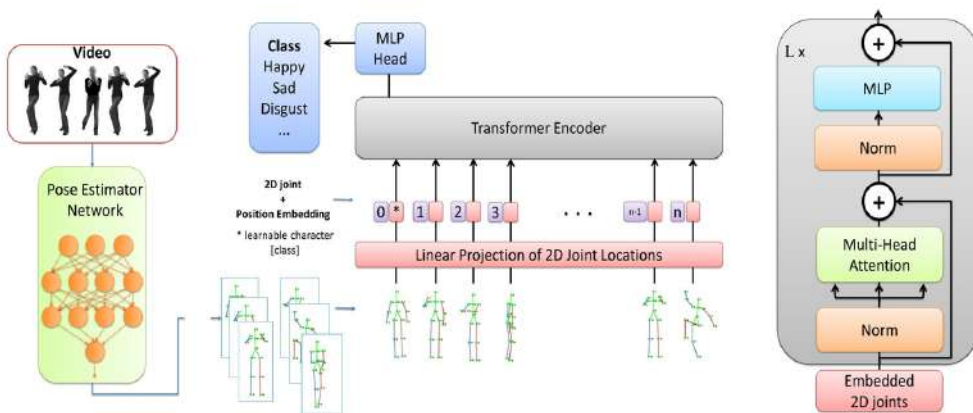 Video
Pose Estimator
Network
Class
Happy
Sad
Disgust
...
MLP
Head
Transformer Encoder
2D joint
+
Position Embedding
* learnable character
[class]
0 * 1 2 3 . . . n-1 n
Linear Projection of 2D Joint Locations
L x
+
MLP
Norm
+
Multi-Head
Attention
Norm
Embedded
2D joints